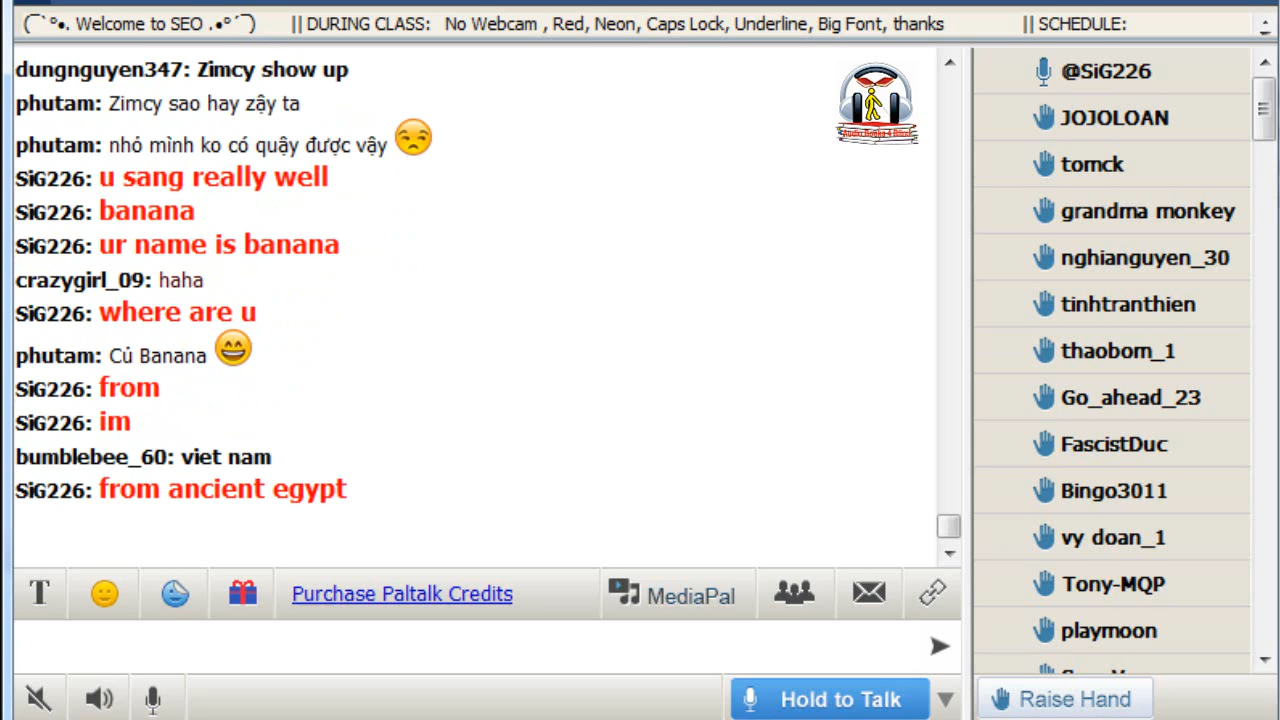 (¯`°•. Welcome to SEO .•°´¯) || DURING CLASS: No Webcam , Red, Neon, Caps Lock, Underline, Big Font, thanks || SCHEDULE:
dungnguyen347: Zimcy show up
phutam: Zimcy sao hay zậy ta
phutam: nhỏ mình ko có quậy được vậy
SiG226: u sang really well
SiG226: banana
SiG226: ur name is banana
crazygirl_09: haha
SiG226: where are u
phutam: Củ Banana
SiG226: from
SiG226: im
bumblebee_60: viet nam
SiG226: from ancient egypt
@SiG226
JOJOLOAN
tomck
grandma monkey
nghianguyen_30
tinhtranthien
thaobom_1
Go_ahead_23
FascistDuc
Bingo3011
vy doan_1
Tony-MQP
playmoon
T
Purchase Paltalk Credits
MediaPal
Hold to Talk
Raise Hand